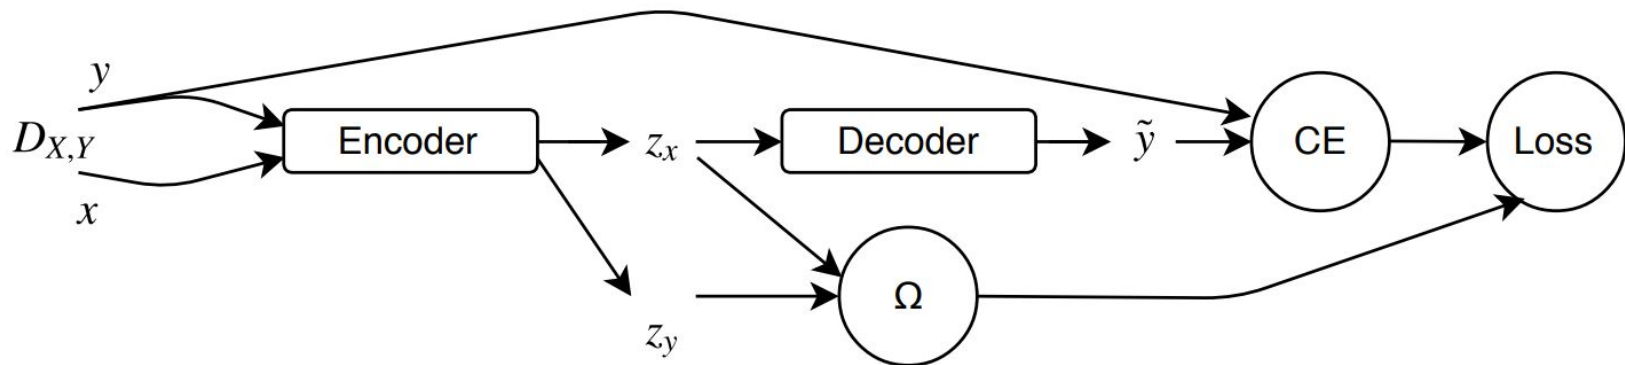 y
D_{X,Y}
x
Encoder
z_x
Decoder
ỹ
CE
Loss
Ω
z_y